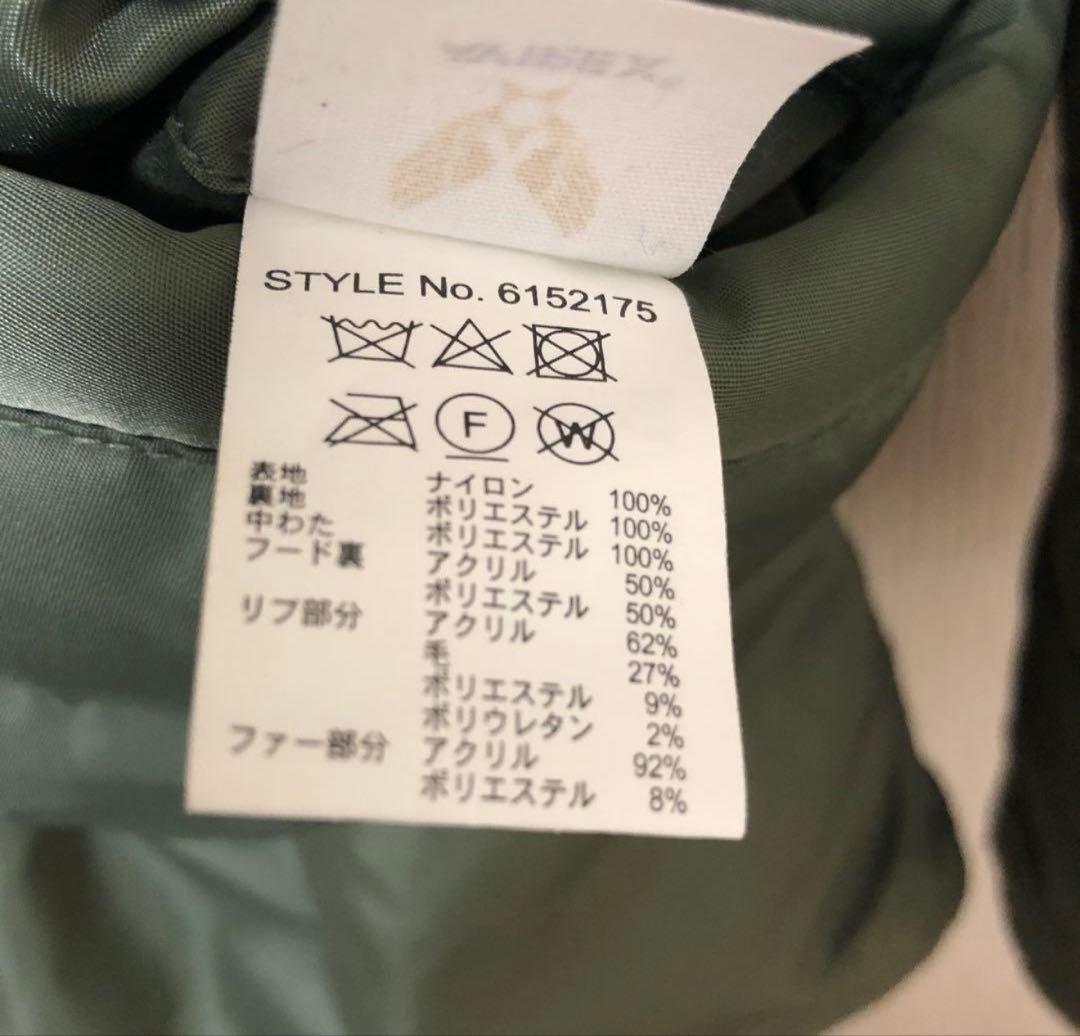 AVIREX
STYLE No. 6152175
F
W
表地 ナイロン 100%
裏地 ポリエステル 100%
中わた ポリエステル 100%
フード裏 アクリル 50%
ポリエステル 50%
リブ部分 アクリル 62%
毛 27%
ポリエステル 9%
ポリウレタン 2%
ファー部分 アクリル 92%
ポリエステル 8%